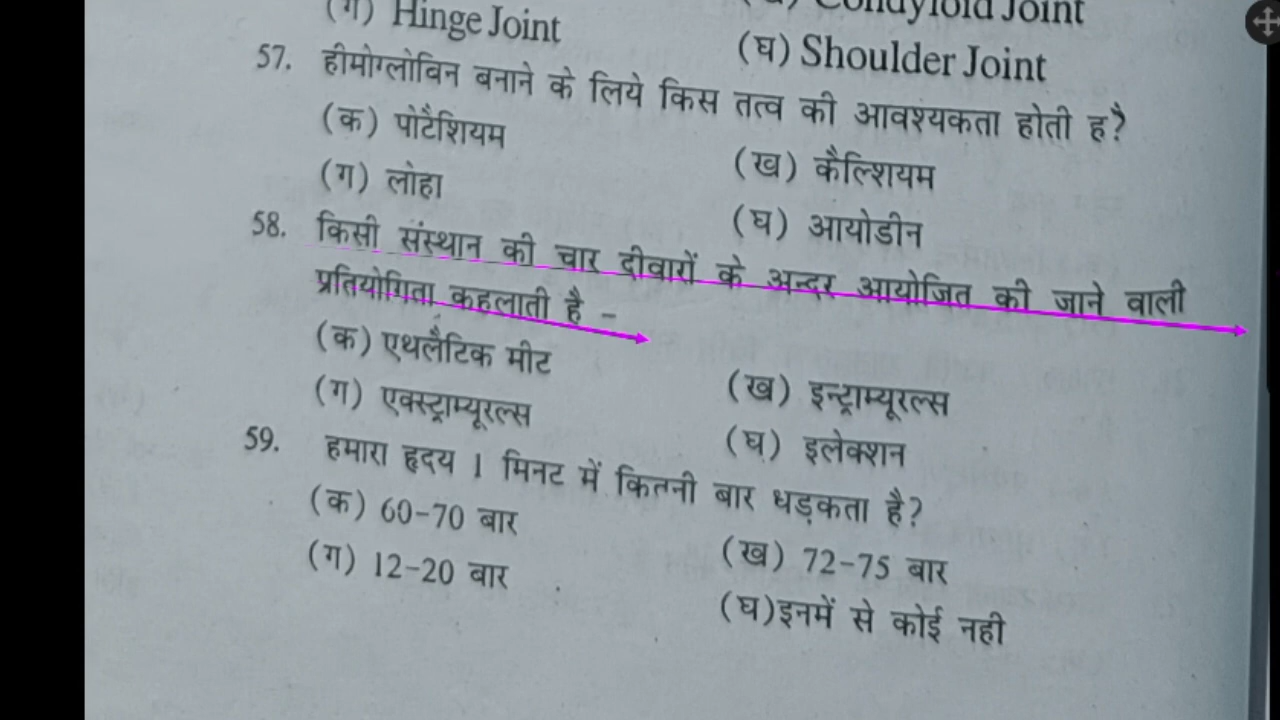 (ग) Hinge Joint
Condyloid Joint
(घ) Shoulder Joint
57. हीमोग्लोविन बनाने के लिये किस तत्व की आवश्यकता होती ह?
(क) पोटैशियम
(ख) कैल्शियम
(ग) लोहा
(घ) आयोडीन
58. किसी संस्थान की चार दीवारों के अन्दर आयोजित की जाने वाली
प्रतियोगिता कहलाती है –
(क) एथलैटिक मीट
(ख) इन्ट्राम्यूरल्स
(ग) एक्स्ट्राम्यूरल्स
(घ) इलेक्शन
59. हमारा हृदय 1 मिनट में कितनी बार धड़कता है?
(क) 60-70 बार
(ख) 72-75 बार
(ग) 12-20 बार
(घ)इनमें से कोई नही